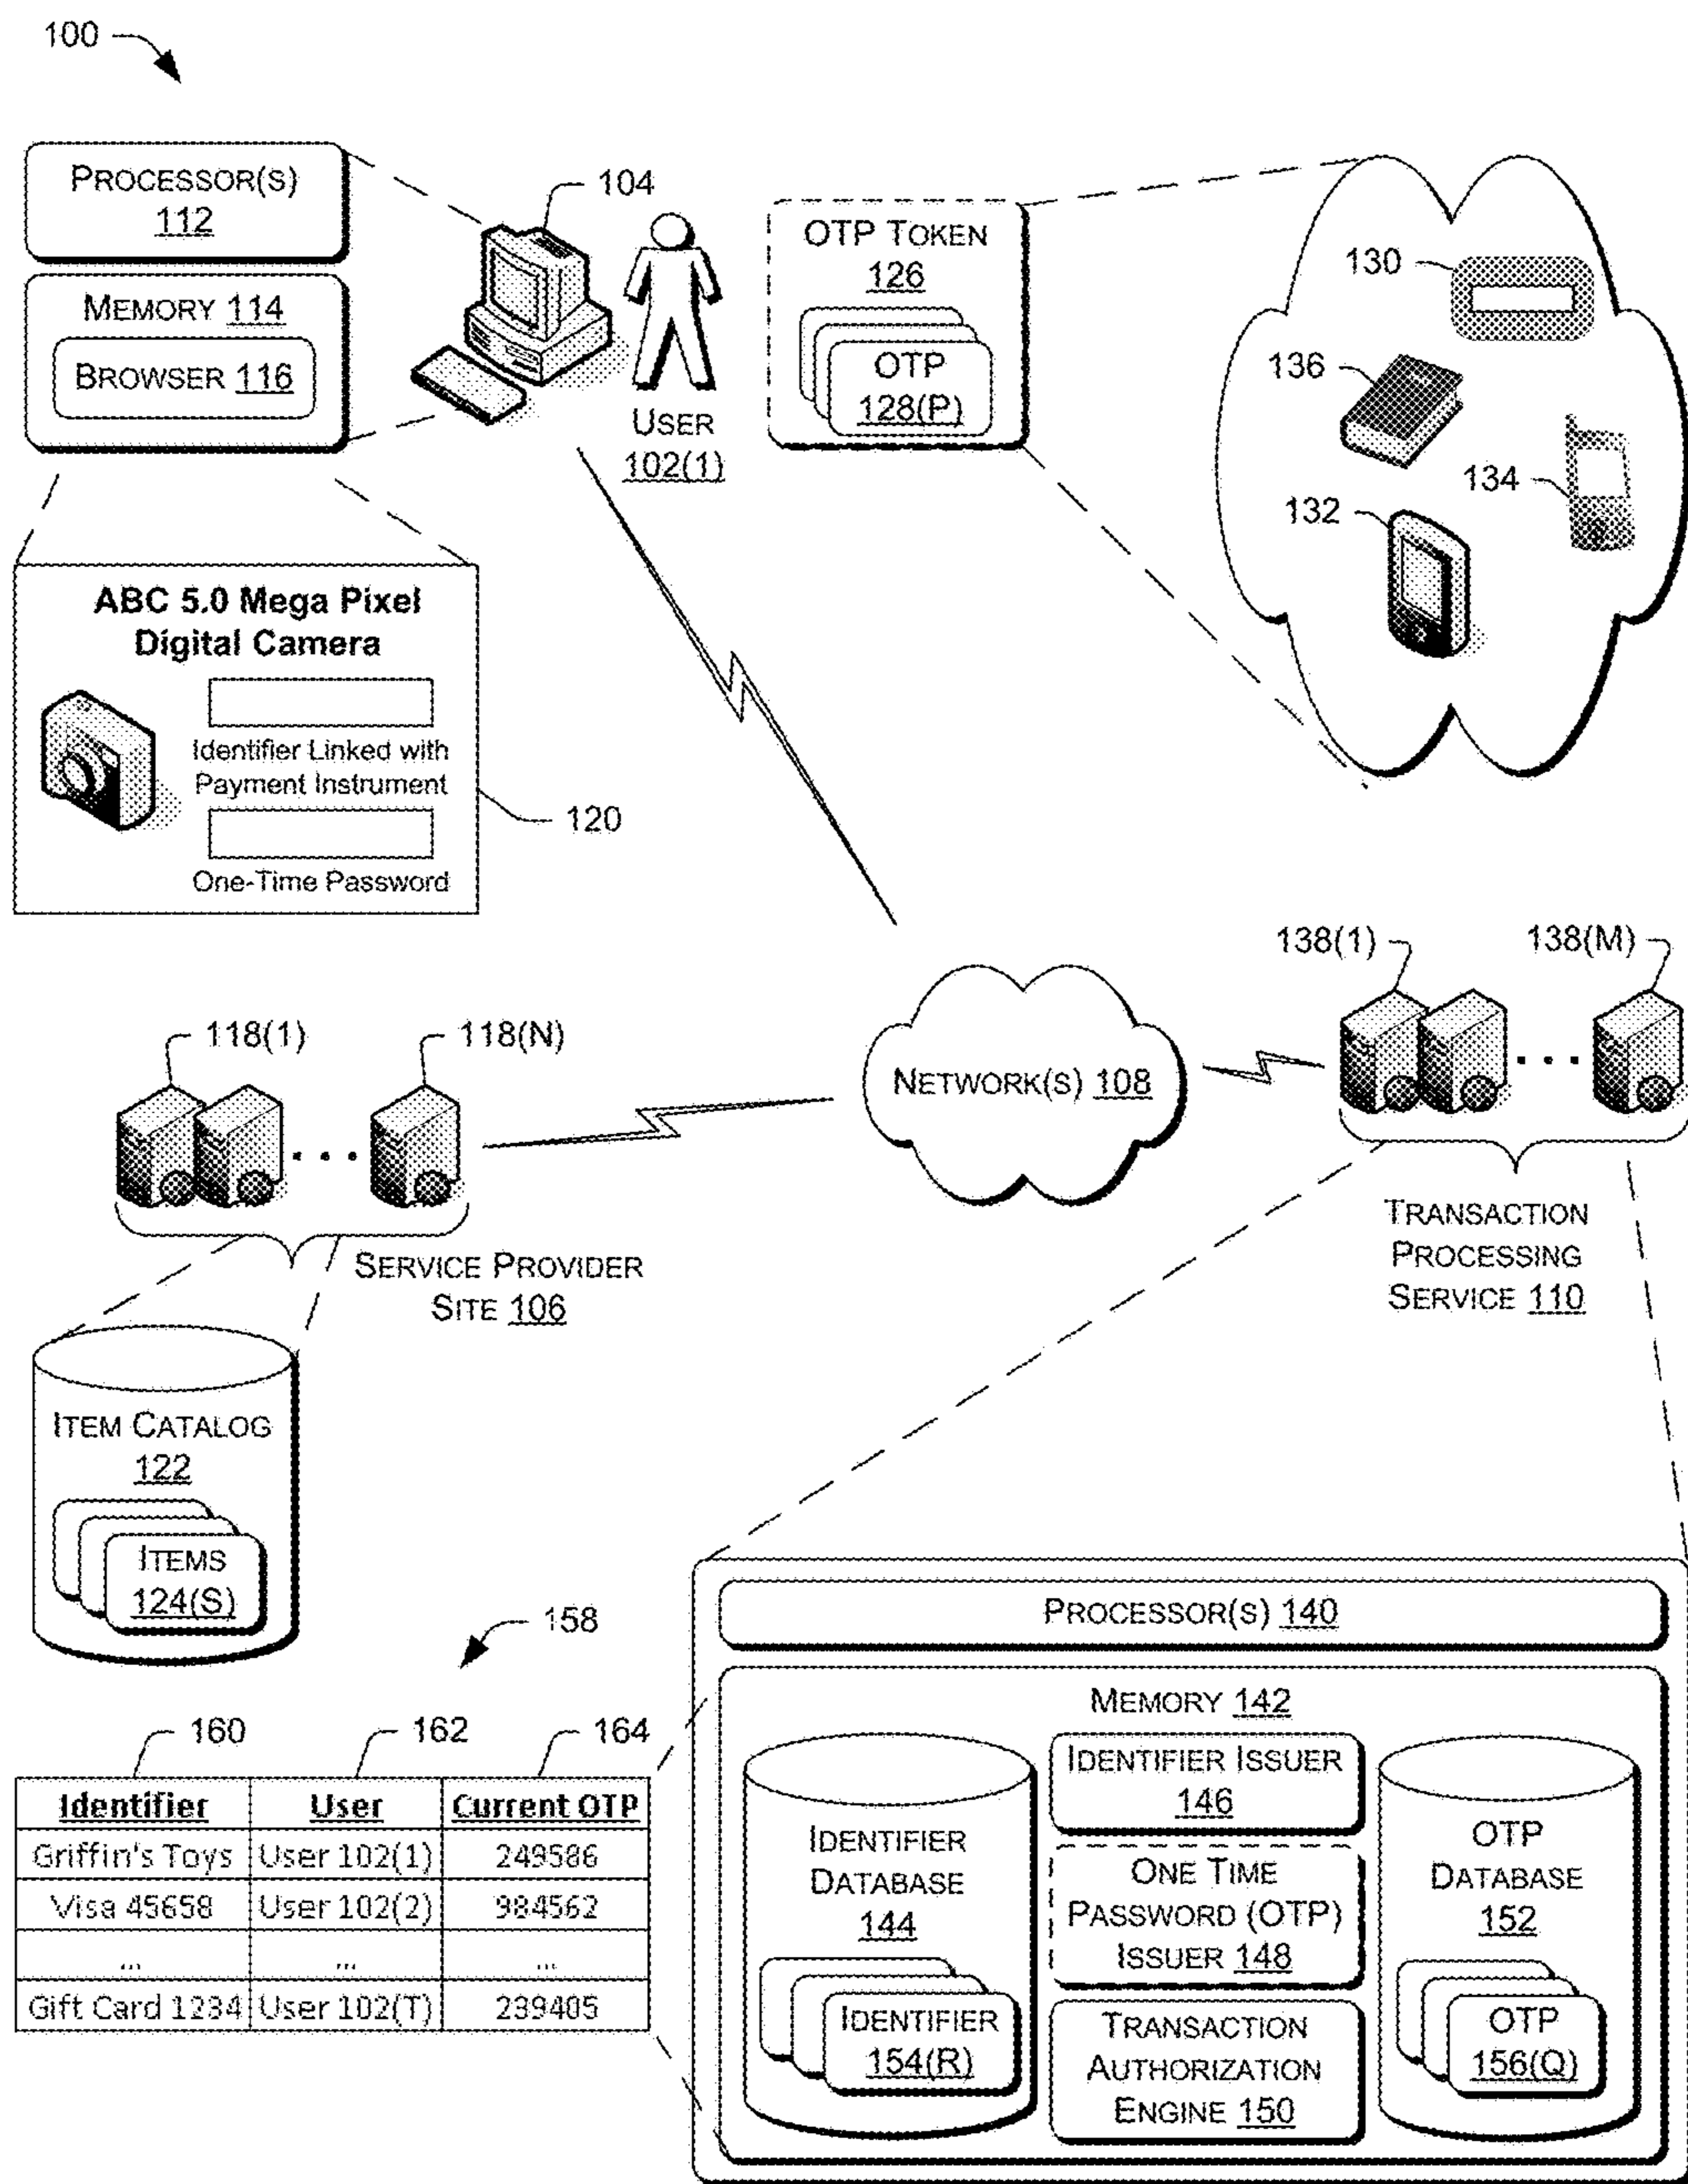 100
PROCESSOR(S)
112
MEMORY 114
BROWSER 116
104
USER
102(1)
OTP TOKEN
126
OTP
128(P)
130
136
134
132
ABC 5.0 Mega Pixel
Digital Camera
Identifier Linked with
Payment Instrument
One-Time Password
120
118(1)
118(N)
SERVICE PROVIDER
SITE 106
NETWORK(S) 108
138(1)
138(M)
TRANSACTION
PROCESSING
SERVICE 110
ITEM CATALOG
122
ITEMS
124(S)
158
160
162
164
Identifier User Current OTP
Griffin's Toys User 102(1) 249586
Visa 45658 User 102(2) 984562
... ... ...
Gift Card 1234 User 102(T) 239405
PROCESSOR(S) 140
MEMORY 142
IDENTIFIER
DATABASE
144
IDENTIFIER
154(R)
IDENTIFIER ISSUER
146
ONE TIME
PASSWORD (OTP)
ISSUER 148
TRANSACTION
AUTHORIZATION
ENGINE 150
OTP
DATABASE
152
OTP
156(Q)